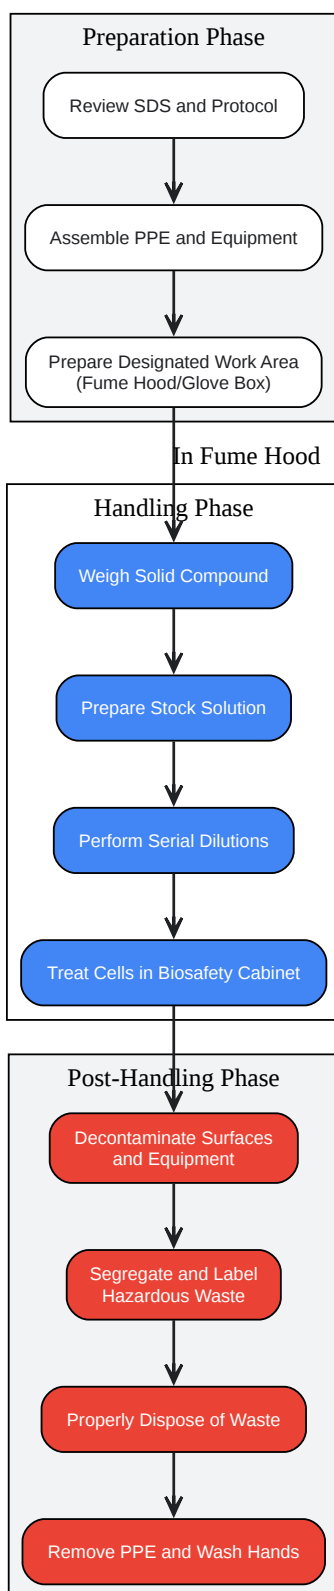 Preparation Phase
Review SDS and Protocol
Assemble PPE and Equipment
Prepare Designated Work Area
(Fume Hood/Glove Box)
In Fume Hood
Handling Phase
Weigh Solid Compound
Prepare Stock Solution
Perform Serial Dilutions
Treat Cells in Biosafety Cabinet
Post-Handling Phase
Decontaminate Surfaces
and Equipment
Segregate and Label
Hazardous Waste
Properly Dispose of Waste
Remove PPE and Wash Hands